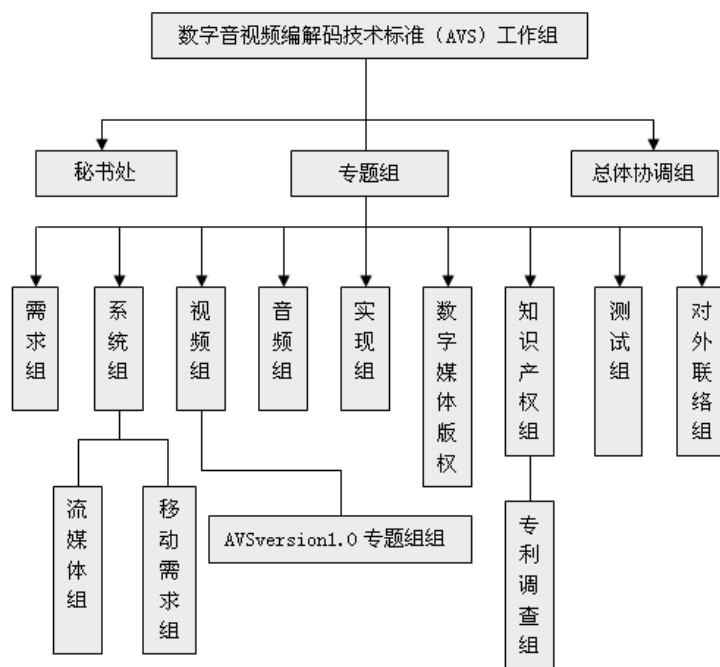 数字音视频编解码技术标准（AVS）工作组
秘书处
专题组
总体协调组
需求组
系统组
视频组
音频组
实现组
数字媒体版权
知识产权组
测试组
对外联络组
流媒体组
移动需求组
AVSversion1.0 专题组组
专利调查组